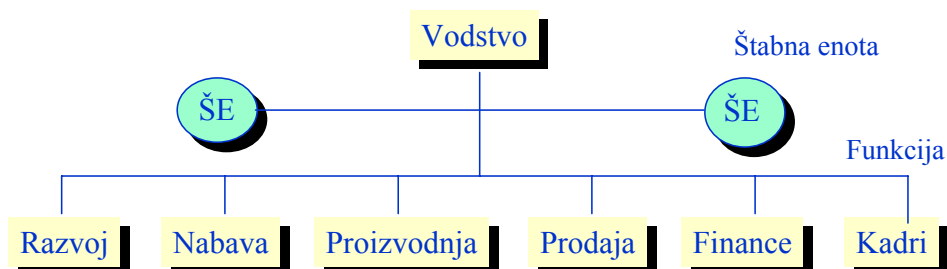 Vodstvo
Štabna enota
ŠE
ŠE
Funkcija
Razvoj
Nabava
Proizvodnja
Prodaja
Finance
Kadri